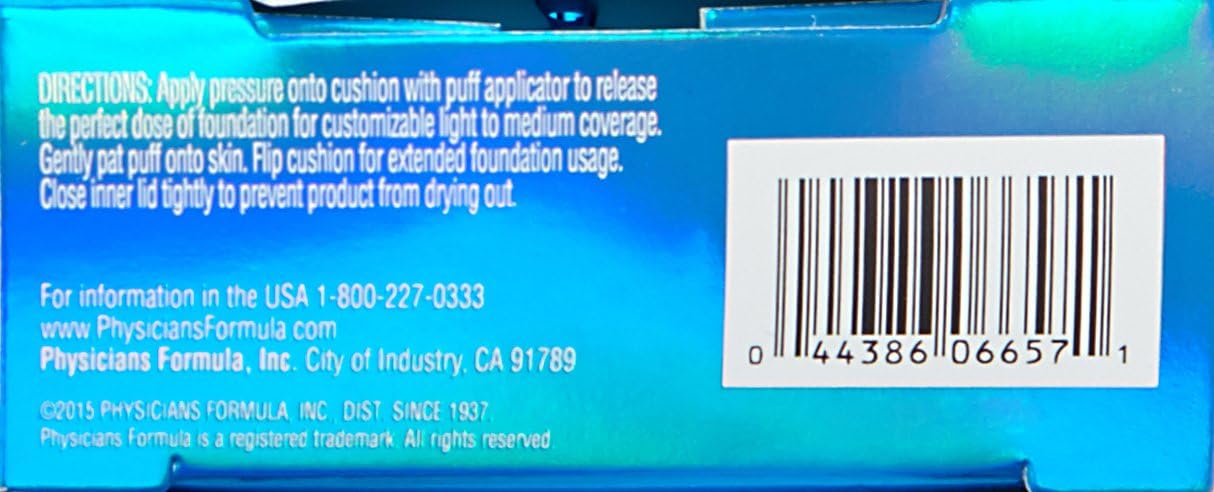 DIRECTIONS: Apply pressure onto cushion with puff applicator to release
the perfect dose of foundation for customizable light to medium coverage.
Gently pat puff onto skin. Flip cushion for extended foundation usage.
Close inner lid tightly to prevent product from drying out.
For information in the USA 1-800-227-0333
www.PhysiciansFormula.com
Physicians Formula, Inc. City of Industry, CA 91789
©2015 PHYSICIANS FORMULA, INC., DIST. SINCE 1937.
Physicians Formula is a registered trademark. All rights reserved.
0 44386 06657 1